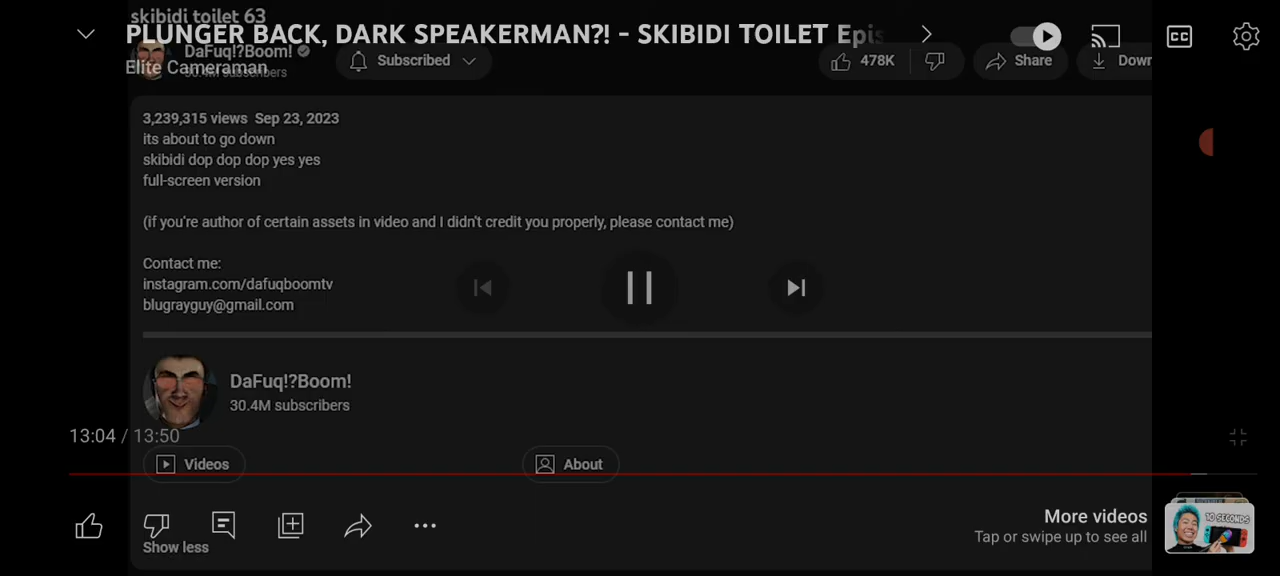 skibidi toilet 63
PLUNGER BACK, DARK SPEAKERMAN?! - SKIBIDI TOILET Epis
DaFuq!?Boom!
Elite Cameraman
subscribers
Subscribed
478K
Share
Down
CC
3,239,315 views Sep 23, 2023
its about to go down
skibidi dop dop dop yes yes
full-screen version
(if you're author of certain assets in video and I didn't credit you properly, please contact me)
Contact me:
instagram.com/dafuqboomtv
blugrayguy@gmail.com
DaFuq!?Boom!
30.4M subscribers
13:04 / 13:50
Videos
About
More videos
Tap or swipe up to see all
10 SECONDS
Show less